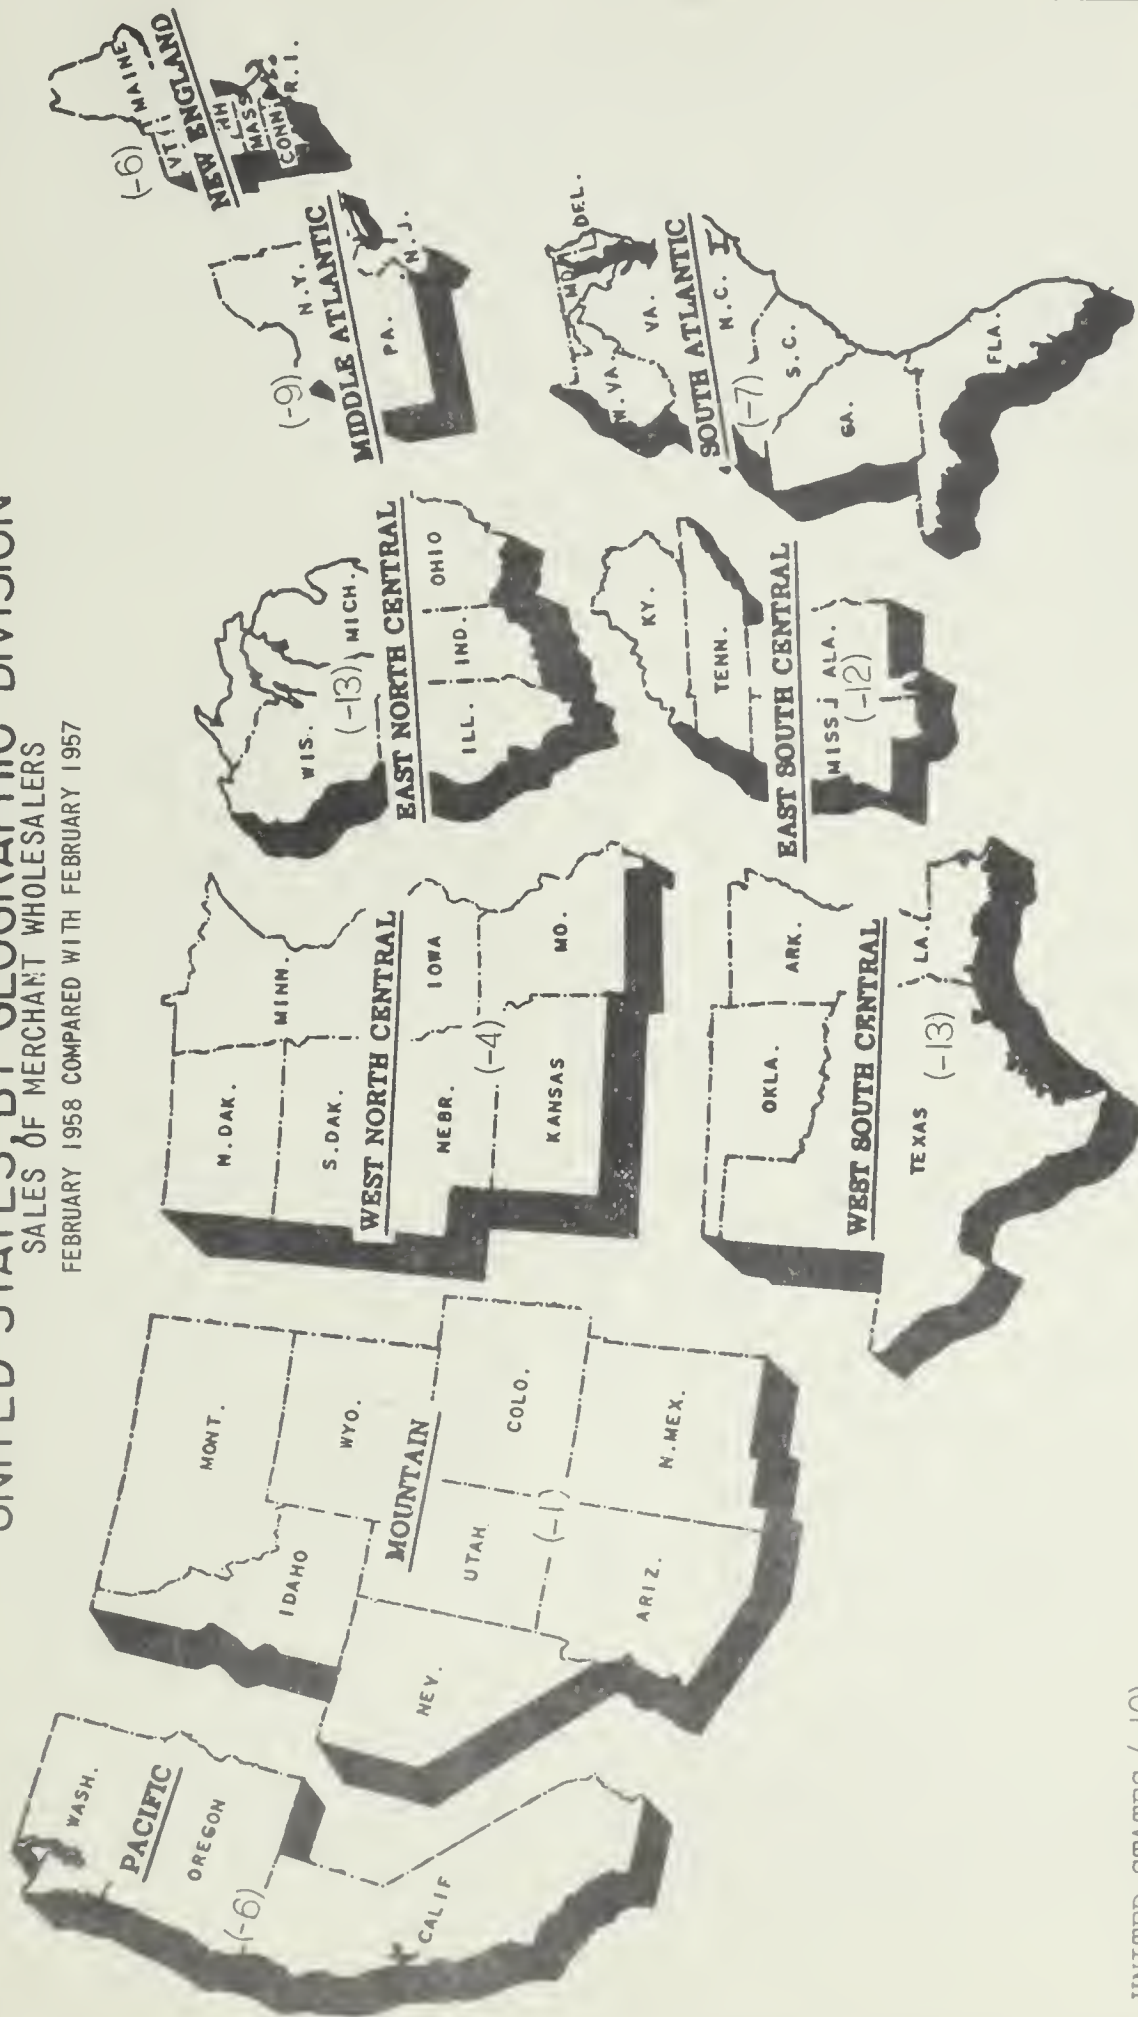 UNITED STATES, BY GEOGRAPHIC DIVISION
SALES OF MERCHANT WHOLESALERS
FEBRUARY 1958 COMPARED WITH FEBRUARY 1957
WASH.
PACIFIC
OREGON
(-6)
CALIF
MONT.
IDAHO
WYO.
MOUNTAIN
NEV.
UTAH
COLO.
(-1)
ARIZ.
N.MEX.
N.DAK.
MINN.
S.DAK.
WEST NORTH CENTRAL
NEBR.
IOWA
(-4)
KANSAS
MO.
OKLA.
ARK.
WEST SOUTH CENTRAL
TEXAS
LA.
(-13)
WIS.
MICH.
(-13)
EAST NORTH CENTRAL
ILL.
IND.
OHIO
KY.
TENN.
EAST SOUTH CENTRAL
MISS
ALA.
(-12)
(-9)
N.Y.
MIDDLE ATLANTIC
PA.
N.J.
(-6)
MAINE
VT.
NEW ENGLAND
NH
MASS
CONN
R.I.
MD.
DEL.
W.VA.
VA.
SOUTH ATLANTIC
N.C.
(-7)
S.C.
GA.
FLA.
UNITED STATES (-10)